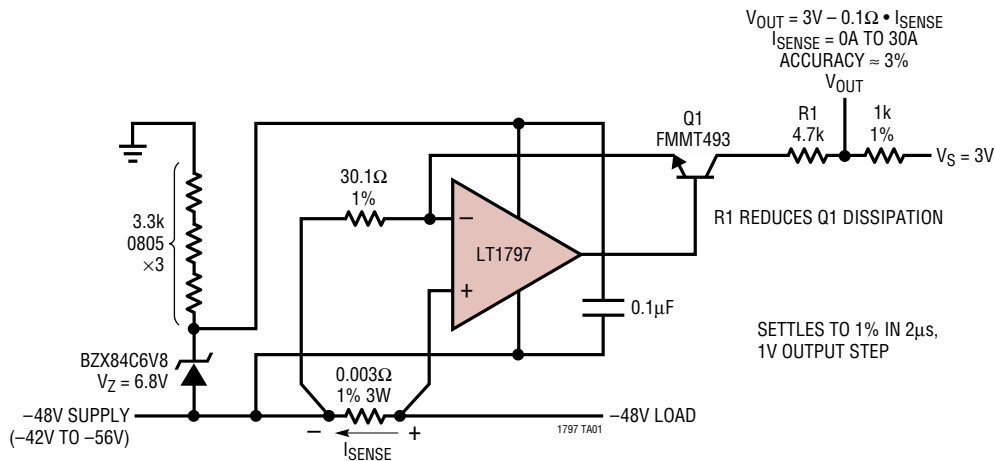 V_OUT = 3V – 0.1Ω • I_SENSE
I_SENSE = 0A TO 30A
ACCURACY ≈ 3%
V_OUT
Q1
FMMT493
R1
4.7k
1k
1%
V_S = 3V
30.1Ω
1%
R1 REDUCES Q1 DISSIPATION
3.3k
0805
×3
–
LT1797
+
0.1µF
SETTLES TO 1% IN 2µs,
1V OUTPUT STEP
BZX84C6V8
V_Z = 6.8V
0.003Ω
1% 3W
–48V SUPPLY
(–42V TO –56V)
–48V LOAD
– +
I_SENSE
1797 TA01